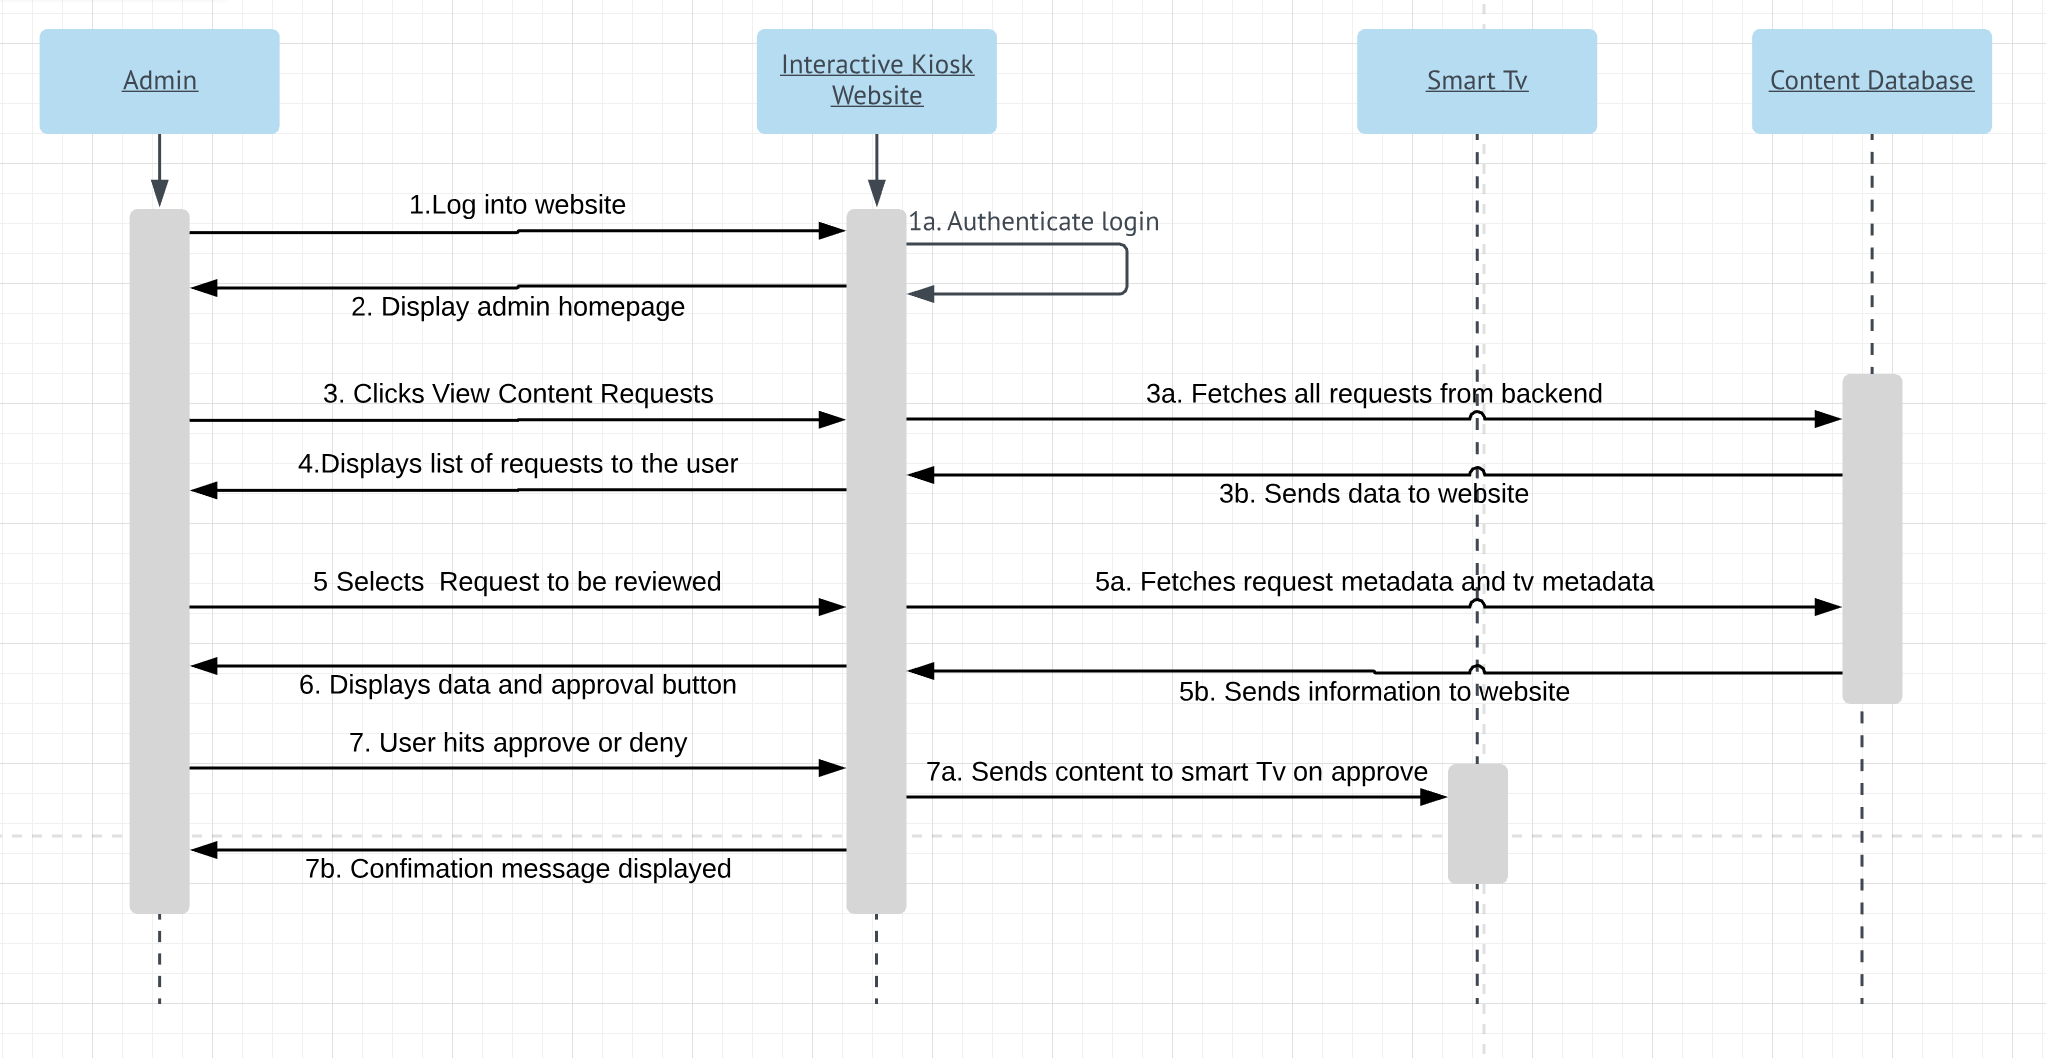 Admin
Interactive Kiosk
Website
Smart Tv
Content Database
1.Log into website
1a. Authenticate login
2. Display admin homepage
3. Clicks View Content Requests
3a. Fetches all requests from backend
4.Displays list of requests to the user
3b. Sends data to website
5 Selects  Request to be reviewed
5a. Fetches request metadata and tv metadata
6. Displays data and approval button
5b. Sends information to website
7. User hits approve or deny
7a. Sends content to smart Tv on approve
7b. Confimation message displayed